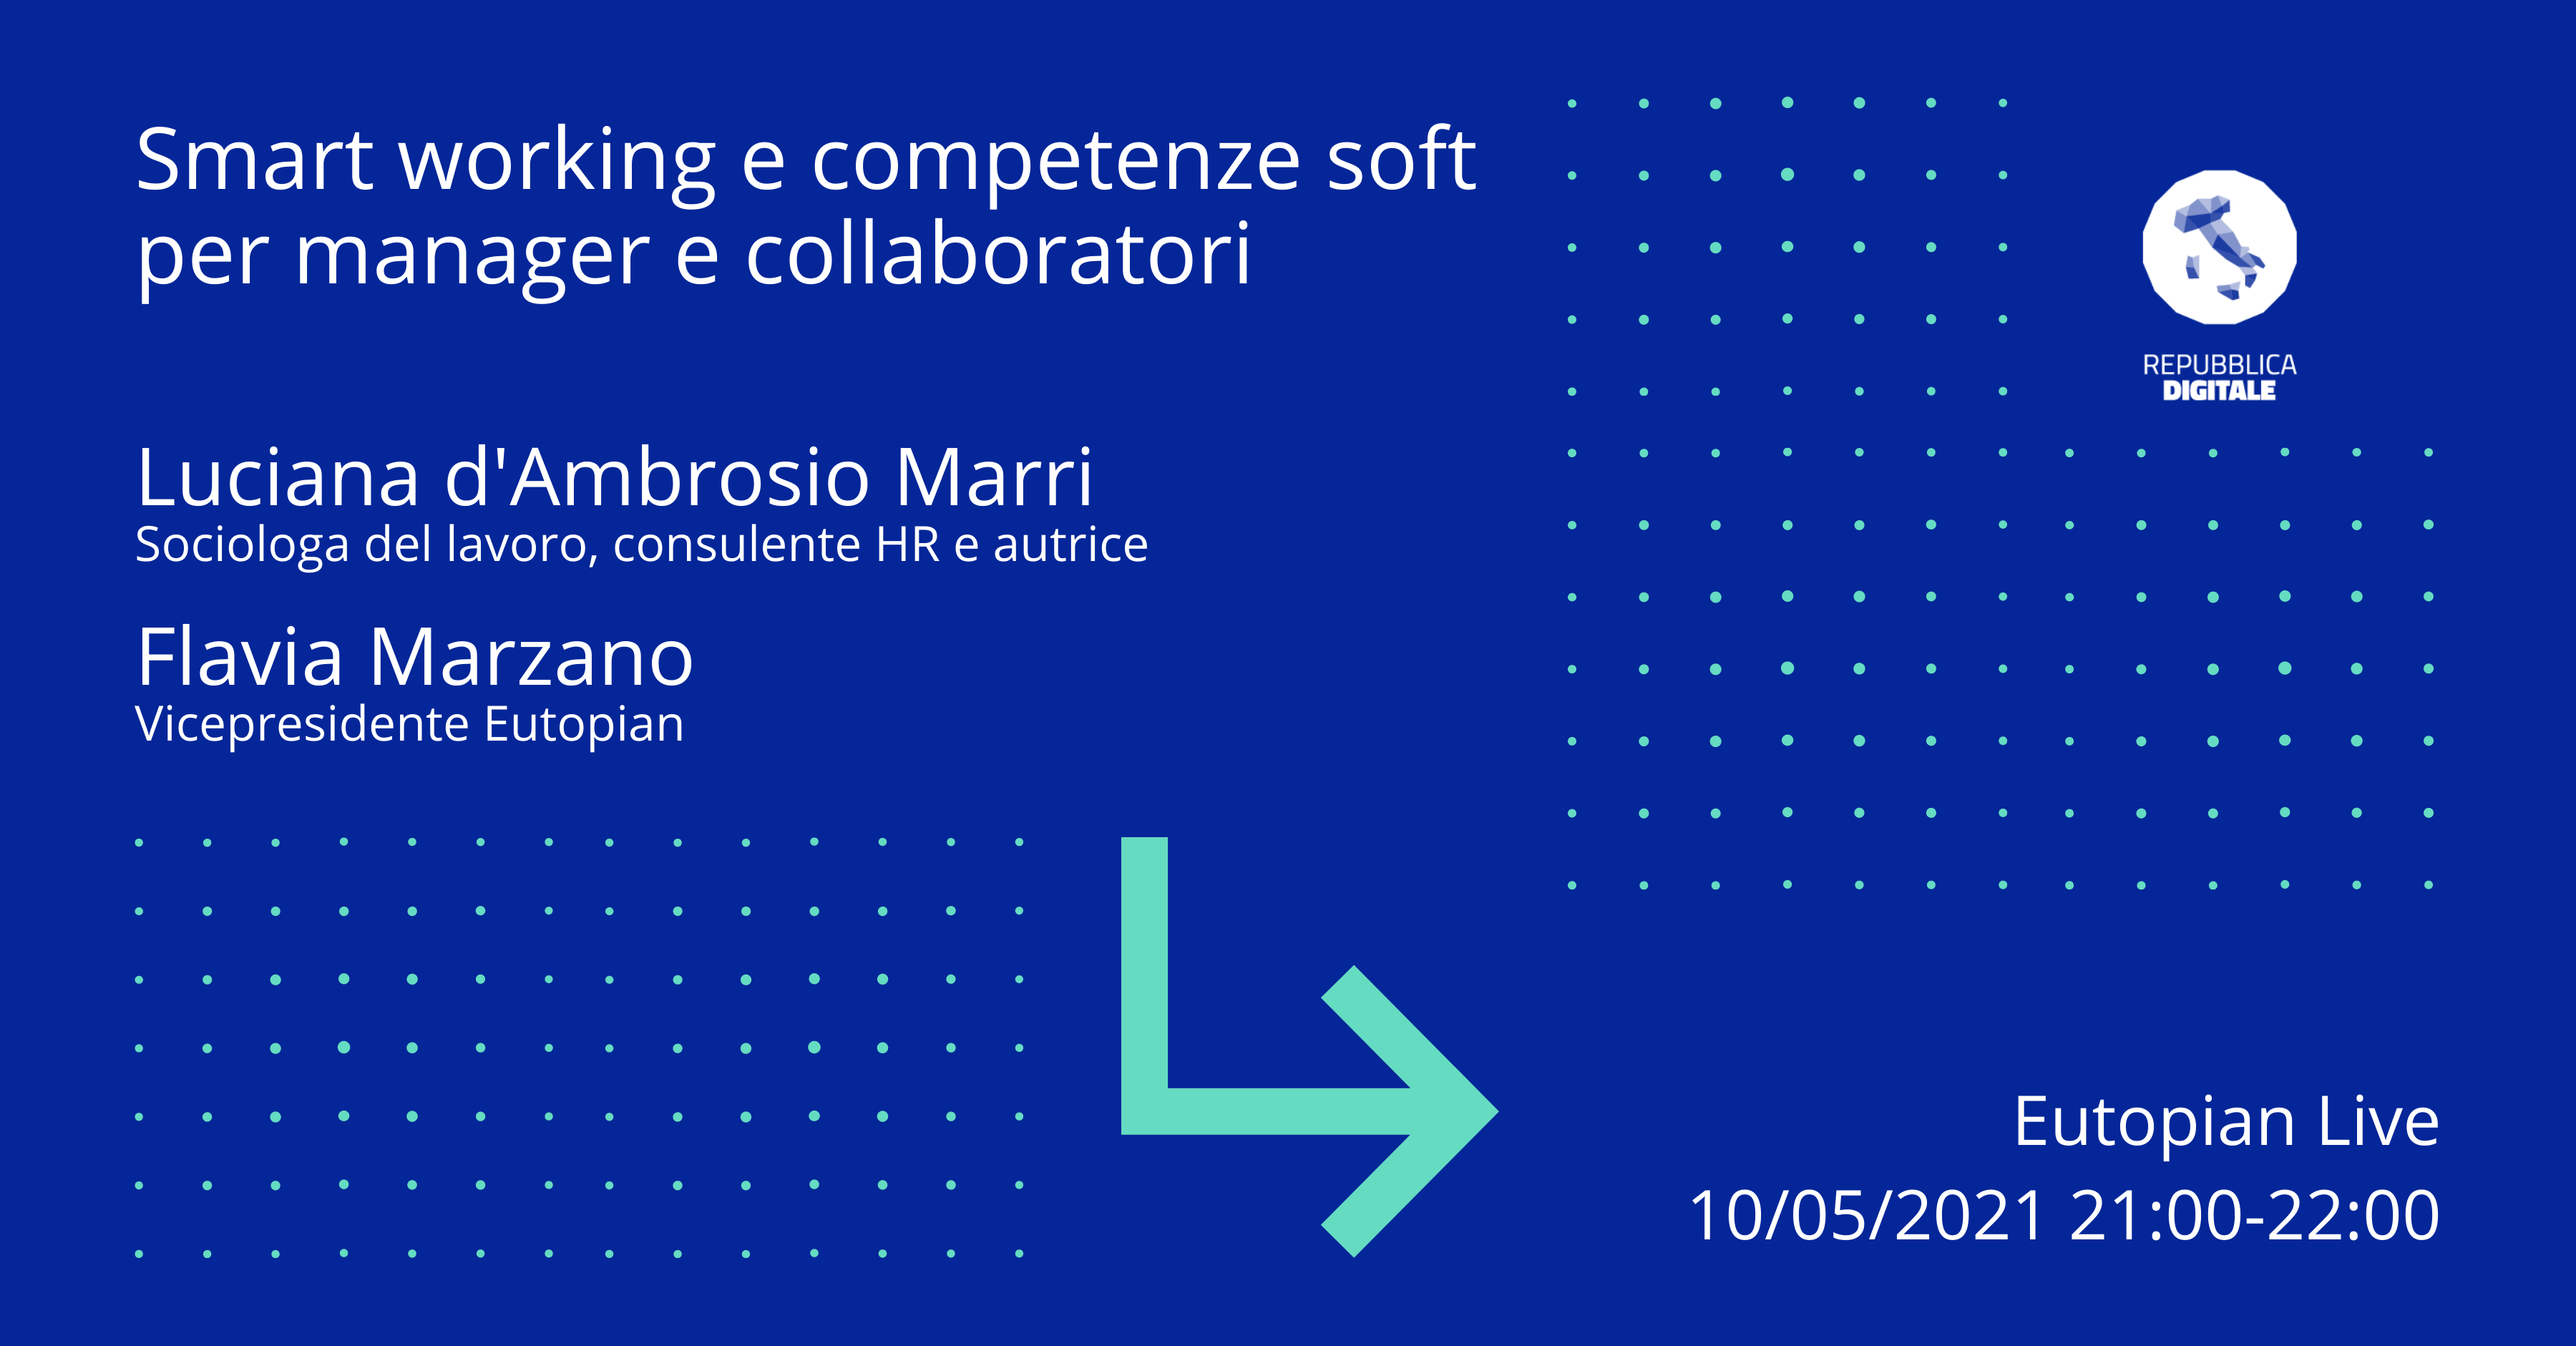 Smart working e competenze soft
per manager e collaboratori
Luciana d'Ambrosio Marri
Sociologa del lavoro, consulente HR e autrice
Flavia Marzano
Vicepresidente Eutopian
REPUBBLICA
DIGITALE
Eutopian Live
10/05/2021 21:00-22:00